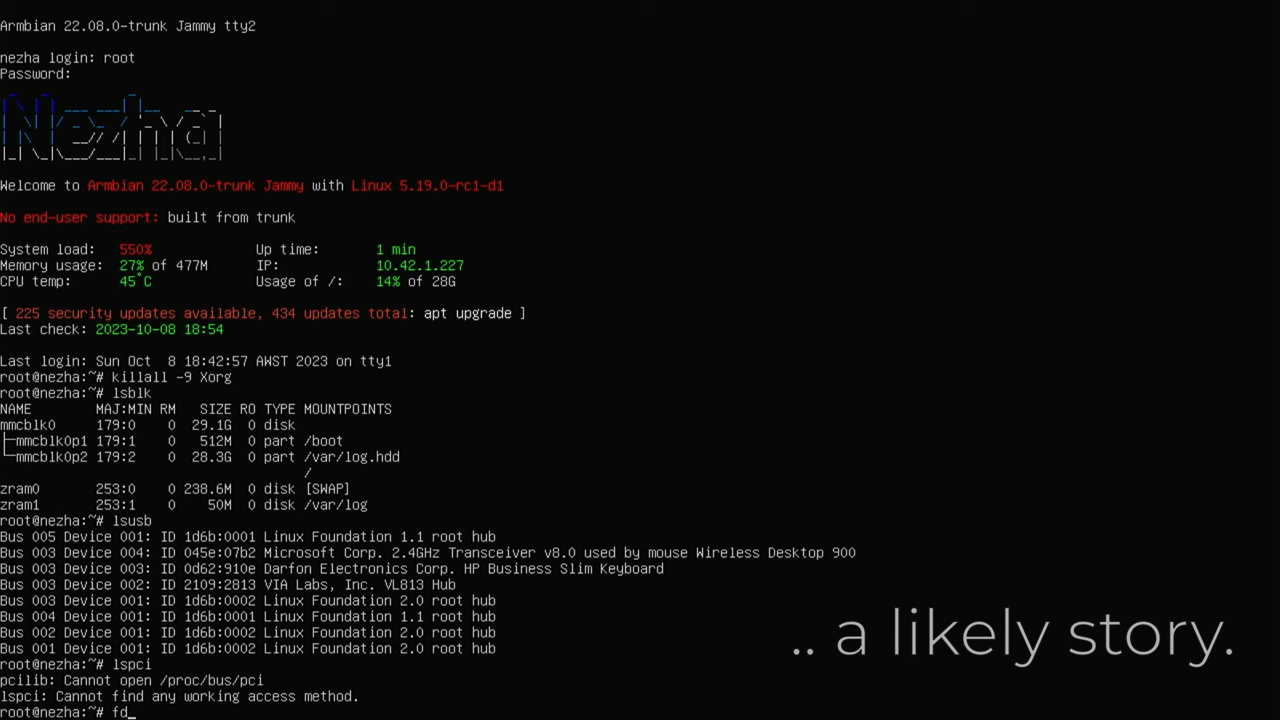 Armbian 22.08.0-trunk Jammy tty2
nezha login: root
Password:
Nezha
Welcome to Armbian 22.08.0-trunk Jammy with Linux 5.19.0-rc1-d1
No end-user support: built from trunk
System load:   550%             Up time:       1 min
Memory usage:  27% of 477M      IP:            10.42.1.227
CPU temp:      45°C             Usage of /:    14% of 28G
[ 225 security updates available, 434 updates total: apt upgrade ]
Last check: 2023-10-08 18:54
Last login: Sun Oct  8 18:42:57 AWST 2023 on tty1
root@nezha:~# killall -9 Xorg
root@nezha:~# lsblk
NAME        MAJ:MIN RM   SIZE RO TYPE MOUNTPOINTS
mmcblk0     179:0    0  29.1G  0 disk
├─mmcblk0p1 179:1    0   512M  0 part /boot
└─mmcblk0p2 179:2    0  28.3G  0 part /var/log.hdd
                                      /
zram0       253:0    0 238.6M  0 disk [SWAP]
zram1       253:1    0    50M  0 disk /var/log
root@nezha:~# lsusb
Bus 005 Device 001: ID 1d6b:0001 Linux Foundation 1.1 root hub
Bus 003 Device 004: ID 045e:07b2 Microsoft Corp. 2.4GHz Transceiver v8.0 used by mouse Wireless Desktop 900
Bus 003 Device 003: ID 0d62:910e Darfon Electronics Corp. HP Business Slim Keyboard
Bus 003 Device 002: ID 2109:2813 VIA Labs, Inc. VL813 Hub
Bus 003 Device 001: ID 1d6b:0002 Linux Foundation 2.0 root hub
Bus 004 Device 001: ID 1d6b:0001 Linux Foundation 1.1 root hub
Bus 002 Device 001: ID 1d6b:0002 Linux Foundation 2.0 root hub
Bus 001 Device 001: ID 1d6b:0002 Linux Foundation 2.0 root hub
root@nezha:~# lspci
pcilib: Cannot open /proc/bus/pci
lspci: Cannot find any working access method.
root@nezha:~# fd_
.. a likely story.